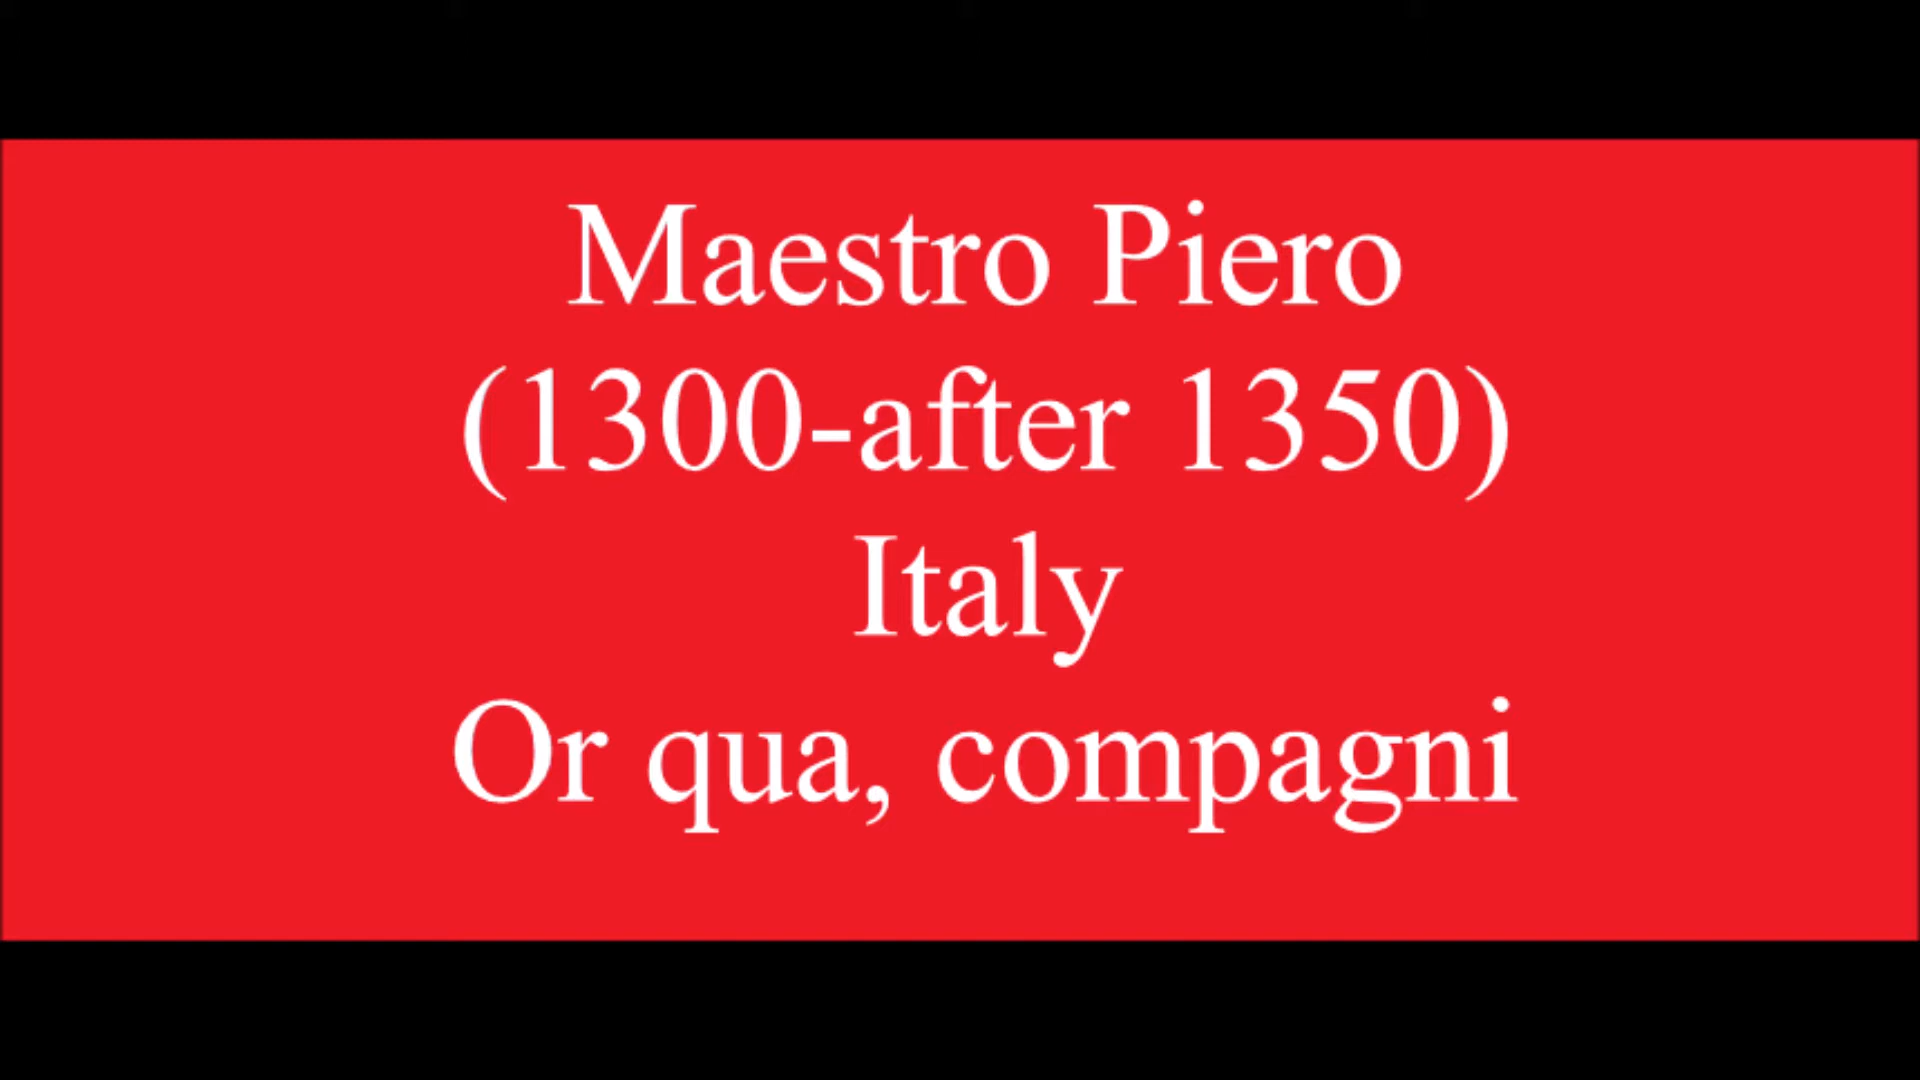 Maestro Piero
(1300-after 1350)
Italy
Or qua, compagni